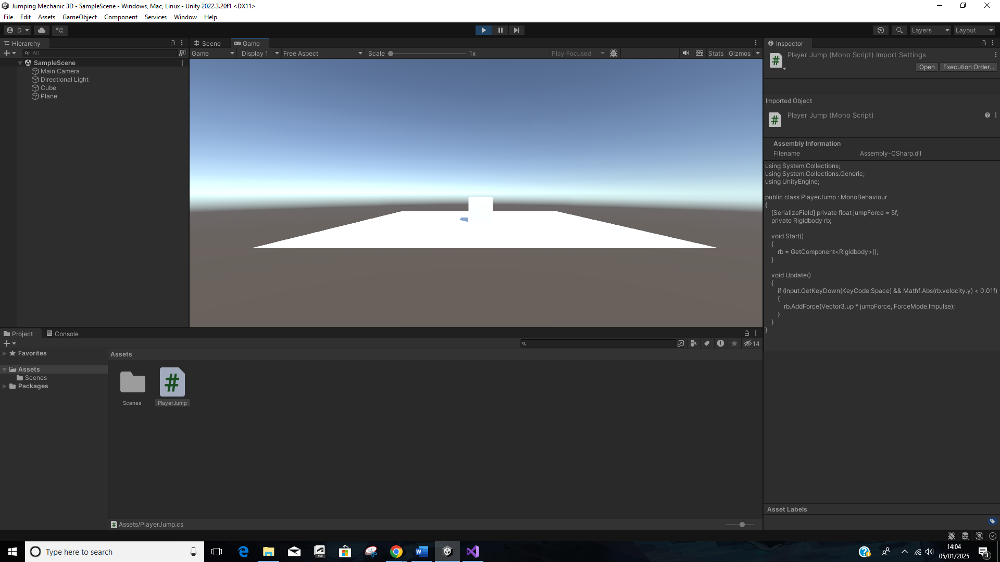 Jumping Mechanic 3D - SampleScene - Windows, Mac, Linux - Unity 2022.3.20f1 <DX11>
File Edit Assets GameObject Component Services Window Help
D
Layers
Layout
Hierarchy
All
SampleScene
Main Camera
Directional Light
Cube
Plane
Scene
Game
Game
Display 1
Free Aspect
Scale
1x
Play Focused
Stats
Gizmos
Inspector
Player Jump (Mono Script) Import Settings
Open
Execution Order...
Imported Object
Player Jump (Mono Script)
Assembly Information
Filename Assembly-CSharp.dll
using System.Collections;
using System.Collections.Generic;
using UnityEngine;
public class PlayerJump : MonoBehaviour
{
[SerializeField] private float jumpForce = 5f;
private Rigidbody rb;
void Start()
{
rb = GetComponent<Rigidbody>();
}
void Update()
{
if (Input.GetKeyDown(KeyCode.Space) && Mathf.Abs(rb.velocity.y) < 0.01f)
{
rb.AddForce(Vector3.up * jumpForce, ForceMode.Impulse);
}
}
}
Asset Labels
Project
Console
14
Favorites
Assets
Scenes
Packages
Assets
Scenes
PlayerJump
Assets/PlayerJump.cs
Type here to search
ACS
14:04
05/01/2025
3